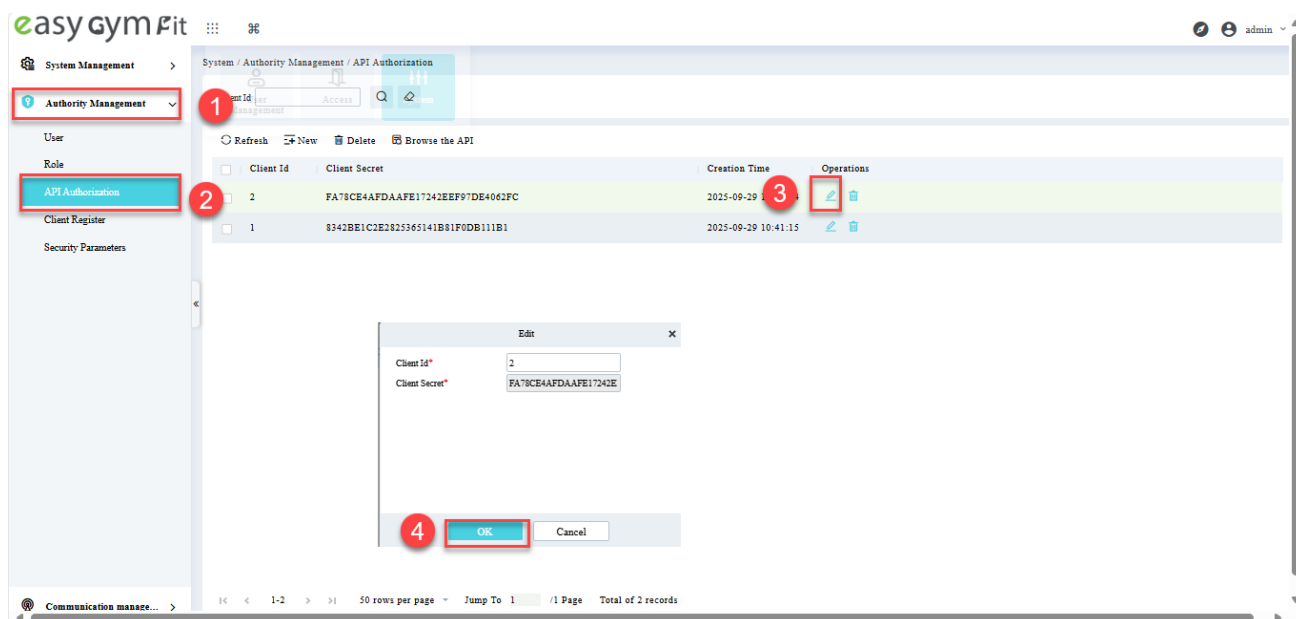 easy Gym Fit
admin
System Management
System / Authority Management / API Authorization
Authority Management
1
Access
Management
User
Refresh New Delete Browse the API
Role
Client Id Client Secret Creation Time Operations
API Authorization
2
2 FA78CE4AFDAAFE17242EEF97DE4062FC 2025-09-29
3
Client Register
1 8342BE1C2E2825365141B81F0DB111B1 2025-09-29 10:41:15
Security Parameters
Edit
Client Id* 2
Client Secret* FA78CE4AFDAAFE17242E
4
OK Cancel
Communication manage...
1-2 50 rows per page Jump To 1 /1 Page Total of 2 records